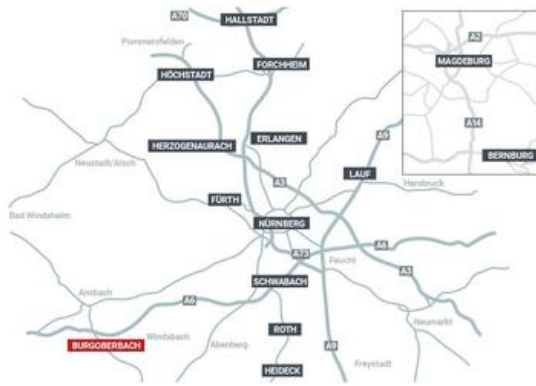 A70
HALLSTADT
A2
Pommersfelden
FORCHHEIM
MAGDEBURG
HÖCHSTADT
A14
ERLANGEN
A9
HERZOGENAURACH
BERNBURG
Neustadt/Aisch
LAUF
A3
Hersbruck
FÜRTH
Bad Windsheim
NÜRNBERG
A6
A73
Feucht
A3
SCHWABACH
Ansbach
A6
Neumarkt
ROTH
Windsbach
Abenberg
BURGOBERBACH
A9
Freystadt
HEIDECK